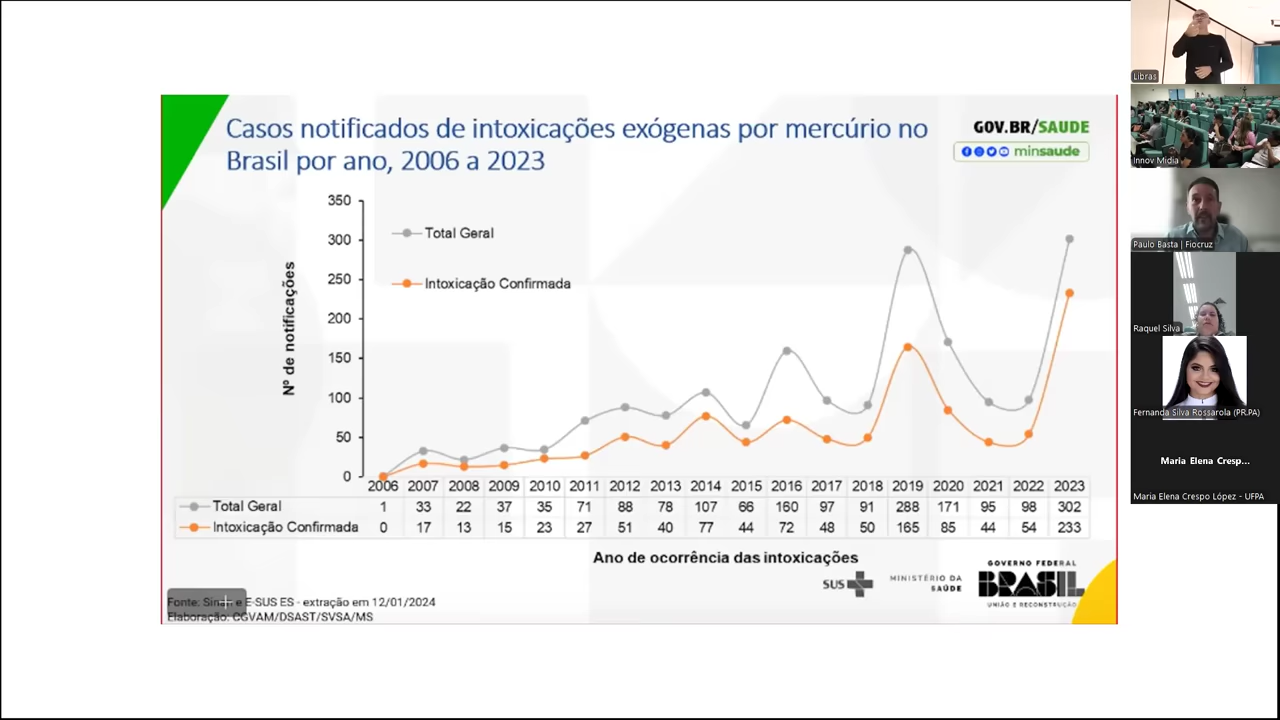 Casos notificados de intoxicações exógenas por mercúrio no
Brasil por ano, 2006 a 2023
GOV.BR/SAUDE
minsaude
350
300
250
200
150
100
50
0
Nº de notificações
Total Geral
Intoxicação Confirmada
2006 2007 2008 2009 2010 2011 2012 2013 2014 2015 2016 2017 2018 2019 2020 2021 2022 2023
Total Geral 1 33 22 37 35 71 88 78 107 66 160 97 91 288 171 95 98 302
Intoxicação Confirmada 0 17 13 15 23 27 51 40 77 44 72 48 50 165 85 44 54 233
Ano de ocorrência das intoxicações
SUS
MINISTÉRIO DA
SAÚDE
GOVERNO FEDERAL
BRASIL
UNIÃO E RECONSTRUÇÃO
Fonte: e E-SUS ES - extração em 12/01/2024
Elaboração: CGVAM/DSAST/SVSA/MS
Libras
Innov Midia
Paulo Basta | Fiocruz
Raquel Silva
Fernanda Silva Rossarola (PR.PA)
Maria Elena Cresp...
Maria Elena Crespo López - UFPA